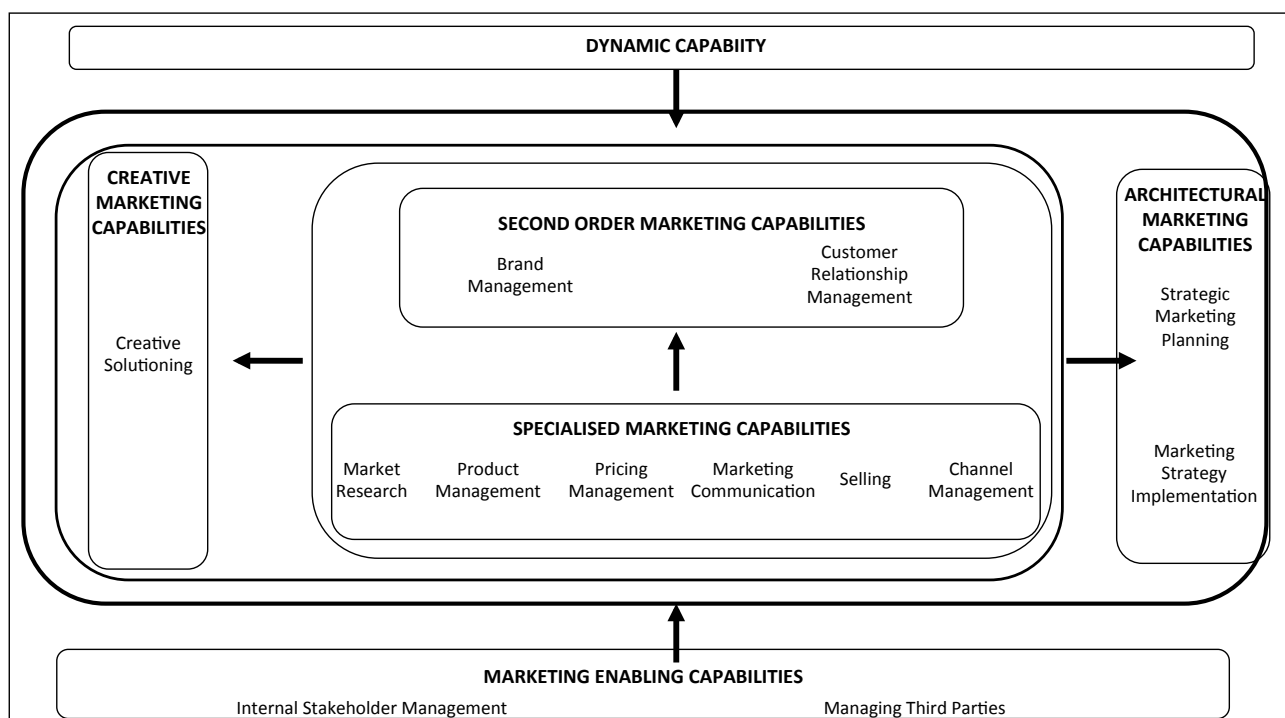 DYNAMIC CAPABIITY
CREATIVE
MARKETING
CAPABILITIES
Creative
Solutioning
SECOND ORDER MARKETING CAPABILITIES
Brand
Management
Customer
Relationship
Management
SPECIALISED MARKETING CAPABILITIES
Market
Research
Product
Management
Pricing
Management
Marketing
Communication
Selling
Channel
Management
ARCHITECTURAL
MARKETING
CAPABILITIES
Strategic
Marketing
Planning
Marketing
Strategy
Implementation
MARKETING ENABLING CAPABILITIES
Internal Stakeholder Management
Managing Third Parties